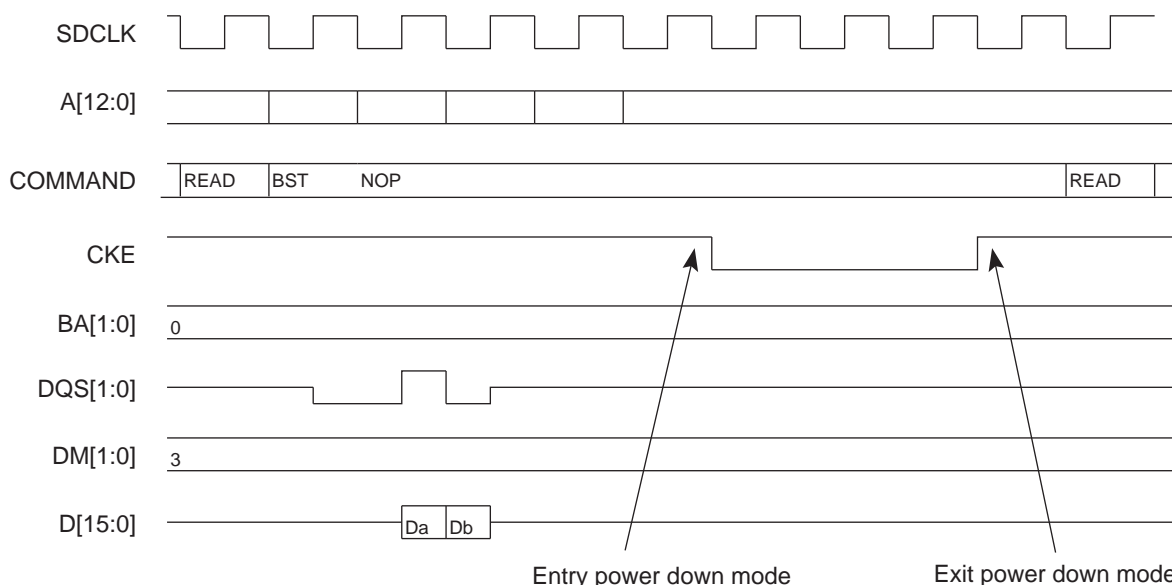 SDCLK
A[12:0]
COMMAND READ BST NOP READ
CKE
BA[1:0] 0
DQS[1:0]
DM[1:0] 3
D[15:0] Da Db
Entry power down mode Exit power down mode